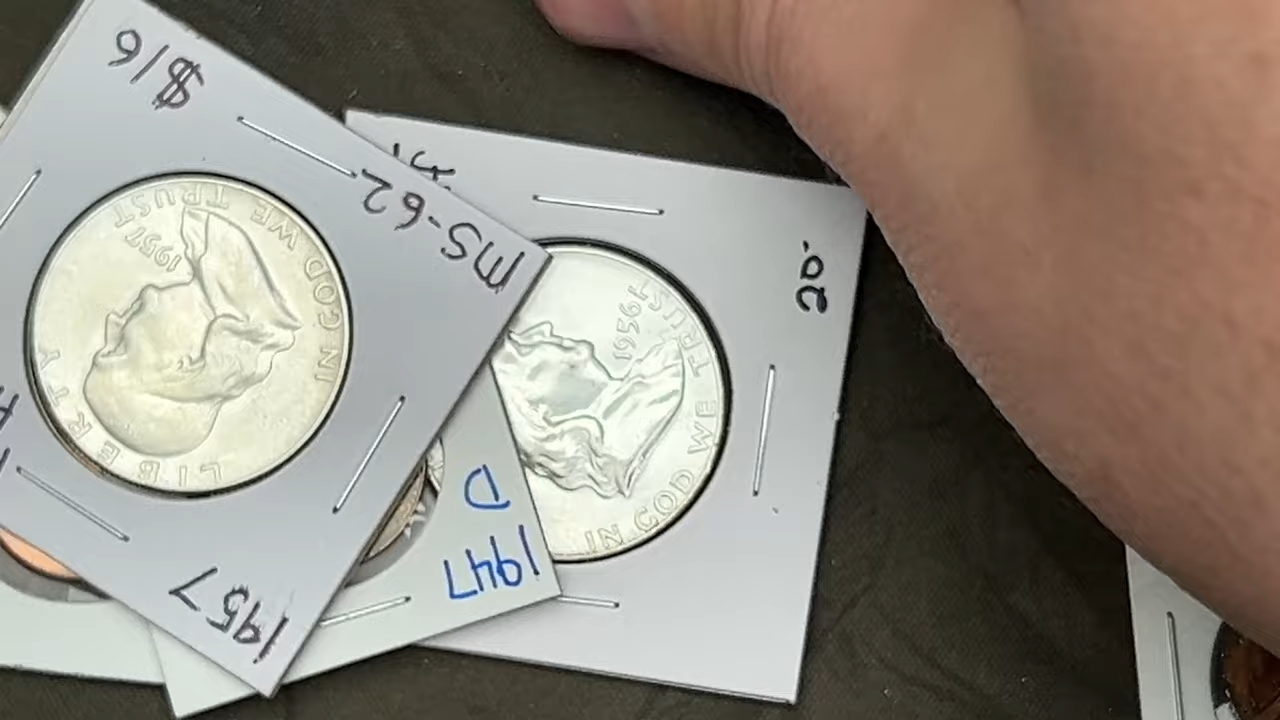 $16
MS-62
1957
LIBERTY
IN GOD WE TRUST
1957
D
1947
20.
IN GOD WE TRUST
1956